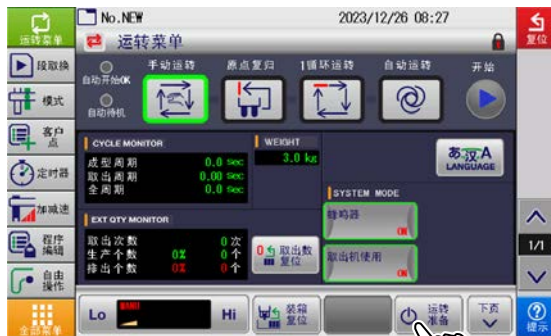 No.NEW 2023/12/26 08:27
运转菜单 复位
运转菜单
段取换
模式
客户点
定时器
加减速
程序编辑
自由操作
全部菜单
自动开始OK
自动待机
手动运转 原点复归 1循环运转 自动运转 开始
CYCLE MONITOR
成型周期 0.0 Sec
取出周期 0.00 Sec
全周期 0.0 Sec
WEIGHT
3.0 kg
あ汉A
LANGUAGE
EXT QTY MONITOR
取出次数 0次
生产个数 0% 0个
排出个数 0% 0个
0 取出数复位
SYSTEM MODE
蜂鸣器
ON
取出机使用
ON
1/1
Lo Hi
装箱复位
运转准备
下页
提示